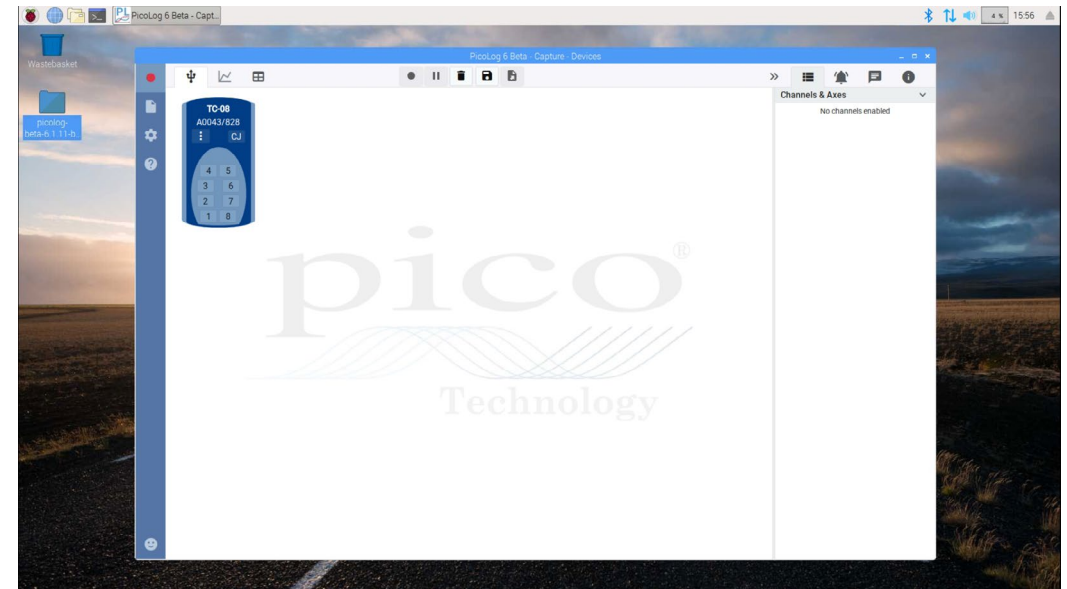 PicoLog 6 Beta - Capt...
4 %
15:56
Wastebasket
picolog-
beta-6.1.11-b...
PicoLog 6 Beta - Capture - Devices
Channels & Axes
No channels enabled
TC-08
A0043/828
CJ
4 5
3 6
2 7
1 8
pico®
Technology